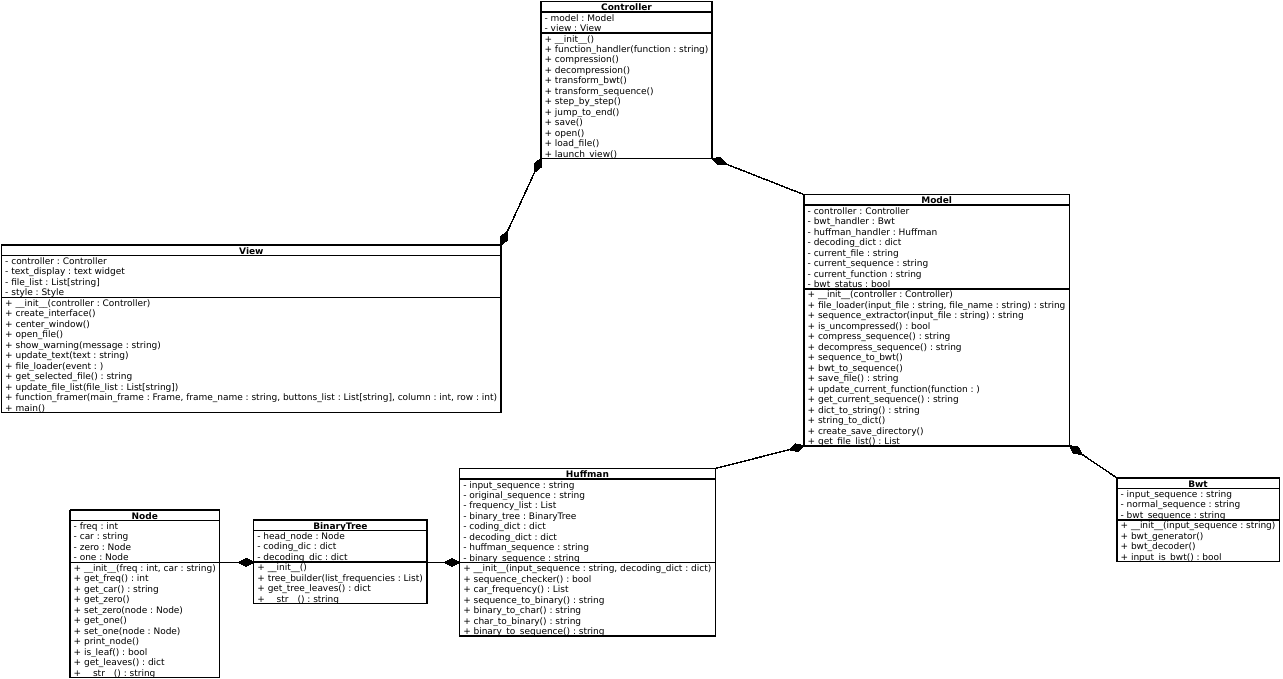 Controller
- model : Model
- view : View
+ __init__()
+ function_handler(function : string)
+ compression()
+ decompression()
+ transform_bwt()
+ transform_sequence()
+ step_by_step()
+ jump_to_end()
+ save()
+ open()
+ load_file()
+ launch_view()
Model
- controller : Controller
- bwt_handler : Bwt
- huffman_handler : Huffman
- decoding_dict : dict
- current_file : string
- current_sequence : string
- current_function : string
- bwt_status : bool
+ __init__(controller : Controller)
+ file_loader(input_file : string, file_name : string) : string
+ sequence_extractor(input_file : string) : string
+ is_uncompressed() : bool
+ compress_sequence() : string
+ decompress_sequence() : string
+ sequence_to_bwt()
+ bwt_to_sequence()
+ save_file() : string
+ update_current_function(function : )
+ get_current_sequence() : string
+ dict_to_string() : string
+ string_to_dict()
+ create_save_directory()
+ get_file_list() : List
View
- controller : Controller
- text_display : text widget
- file_list : List[string]
- style : Style
+ __init__(controller : Controller)
+ create_interface()
+ center_window()
+ open_file()
+ show_warning(message : string)
+ update_text(text : string)
+ file_loader(event : )
+ get_selected_file() : string
+ update_file_list(file_list : List[string])
+ function_framer(main_frame : Frame, frame_name : string, buttons_list : List[string], column : int, row : int)
+ main()
Huffman
- input_sequence : string
- original_sequence : string
- frequency_list : List
- binary_tree : BinaryTree
- coding_dict : dict
- decoding_dict : dict
- huffman_sequence : string
- binary_sequence : string
+ __init__(input_sequence : string, decoding_dict : dict)
+ sequence_checker() : bool
+ car_frequency() : List
+ sequence_to_binary() : string
+ binary_to_char() : string
+ char_to_binary() : string
+ binary_to_sequence() : string
Bwt
- input_sequence : string
- normal_sequence : string
- bwt_sequence : string
+ __init__(input_sequence : string)
+ bwt_generator()
+ bwt_decoder()
+ input_is_bwt() : bool
Node
- freq : int
- car : string
- zero : Node
- one : Node
+ __init__(freq : int, car : string)
+ get_freq() : int
+ get_car() : string
+ get_zero()
+ set_zero(node : Node)
+ get_one()
+ set_one(node : Node)
+ print_node()
+ is_leaf() : bool
+ get_leaves() : dict
+ __str__() : string
BinaryTree
- head_node : Node
- coding_dic : dict
- decoding_dic : dict
+ __init__()
+ tree_builder(list_frequencies : List)
+ get_tree_leaves() : dict
+ __str__() : string